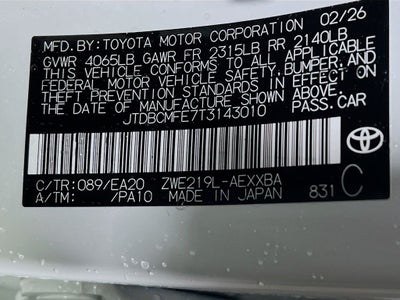 MFD. BY: TOYOTA MOTOR CORPORATION 02/26
GVWR 4065LB GAWR FR 2315LB RR 2140LB
THIS VEHICLE CONFORMS TO ALL APPLICABLE
FEDERAL MOTOR VEHICLE SAFETY, BUMPER, AND
THEFT PREVENTION STANDARDS IN EFFECT ON
THE DATE OF MANUFACTURE SHOWN ABOVE.
JTDBCMFE7T3143010 PASS.CAR
C/TR: 089/EA20 ZWE219L-AEXXBA
A/TM: /PA10 MADE IN JAPAN 831 C